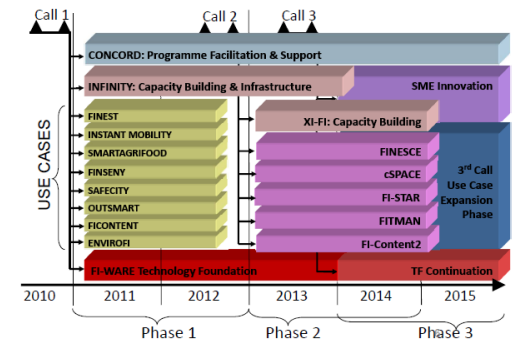 Call 1
Call 2
Call 3
CONCORD: Programme Facilitation & Support
INFINITY: Capacity Building & Infrastructure
SME Innovation
USE CASES
FINEST
INSTANT MOBILITY
SMARTAGRIFOOD
FINSENY
SAFECITY
OUTSMART
FICONTENT
ENVIROFI
XI-FI: Capacity Building
FINESCE
cSPACE
FI-STAR
FITMAN
FI-Content2
3rd Call
Use Case
Expansion
Phase
FI-WARE Technology Foundation
TF Continuation
2010
2011
2012
2013
2014
2015
Phase 1
Phase 2
Phase 3